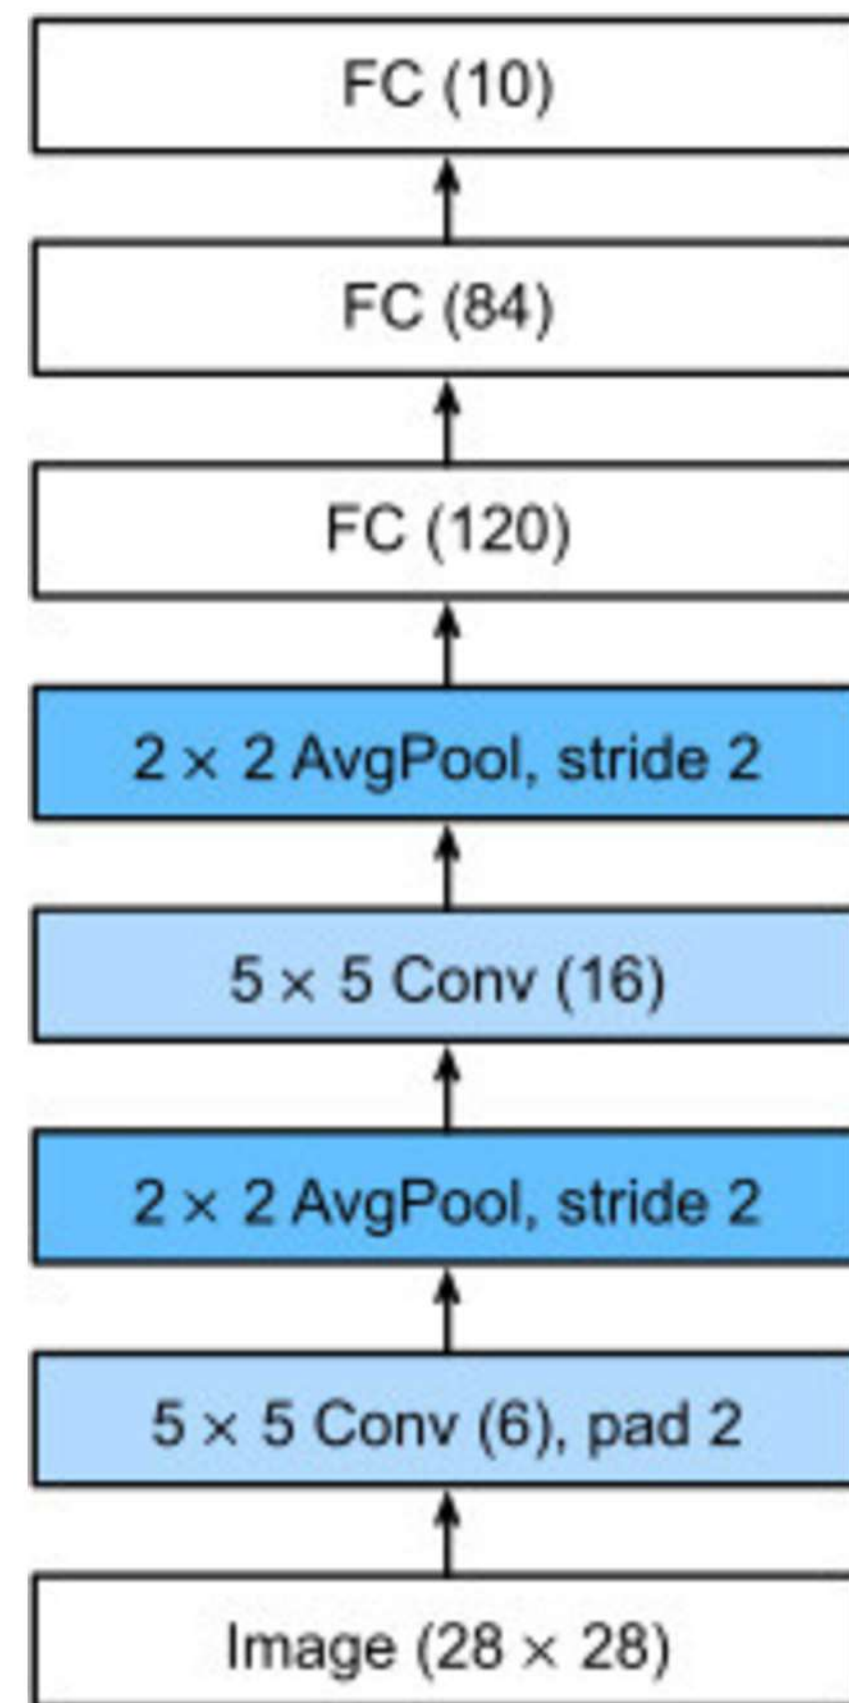 FC (10)
FC (84)
FC (120)
2 × 2 AvgPool, stride 2
5 × 5 Conv (16)
2 × 2 AvgPool, stride 2
5 × 5 Conv (6), pad 2
Image (28 × 28)